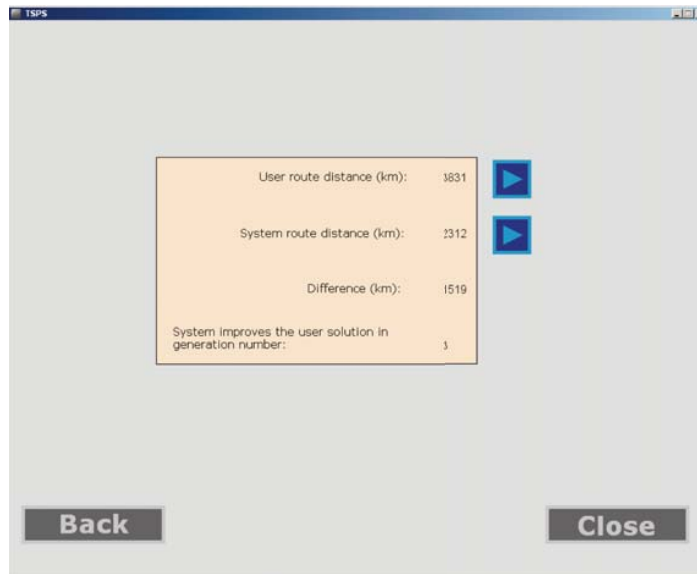 TSPS
User route distance (km): 3831
System route distance (km): 2312
Difference (km): 1519
System improves the user solution in
generation number: 3
Back
Close